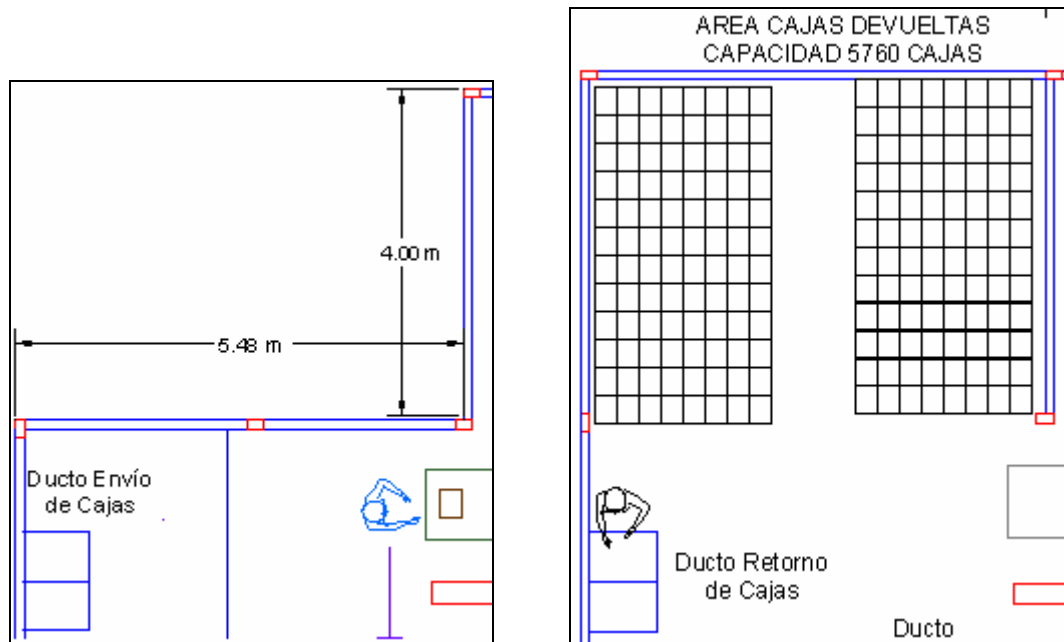 4.00 m
5.48 m
Ducto Envío
de Cajas
AREA CAJAS DEVUELTAS
CAPACIDAD 5760 CAJAS
Ducto Retorno
de Cajas
Ducto